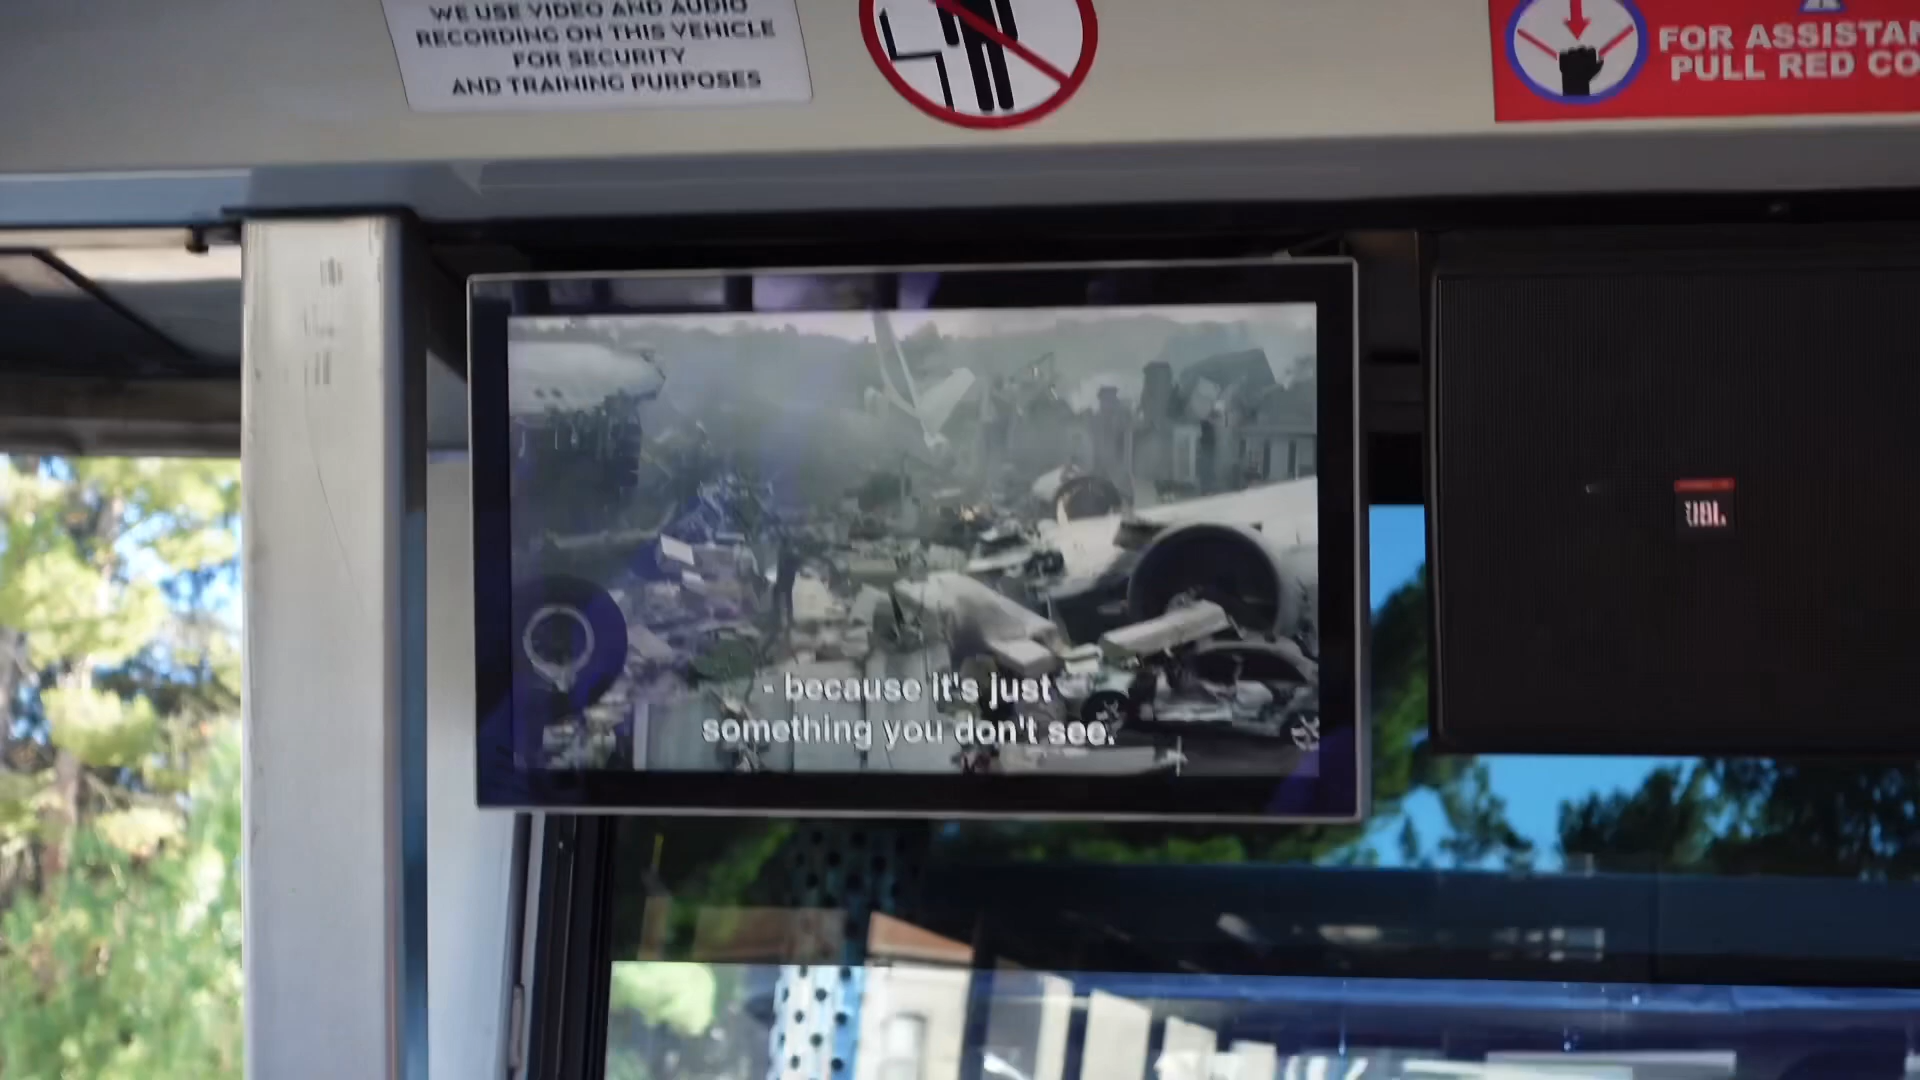 WE USE VIDEO AND AUDIO
RECORDING ON THIS VEHICLE
FOR SECURITY
AND TRAINING PURPOSES
FOR ASSISTAN
PULL RED CO
JBL
- because it's just
something you don't see.